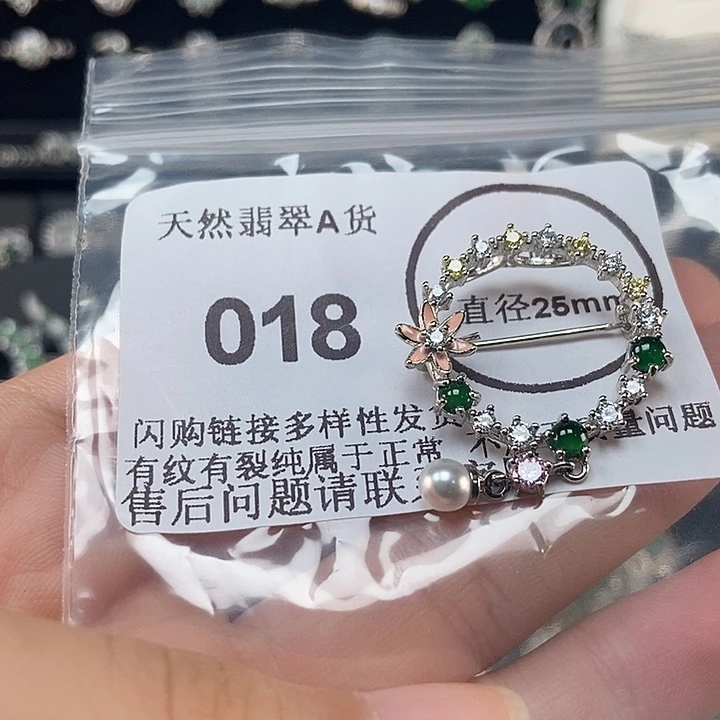 天然翡翠A货
018
直径25mm
闪购链接多样性发货 不 量问题
有纹有裂纯属于正常
售后问题请联